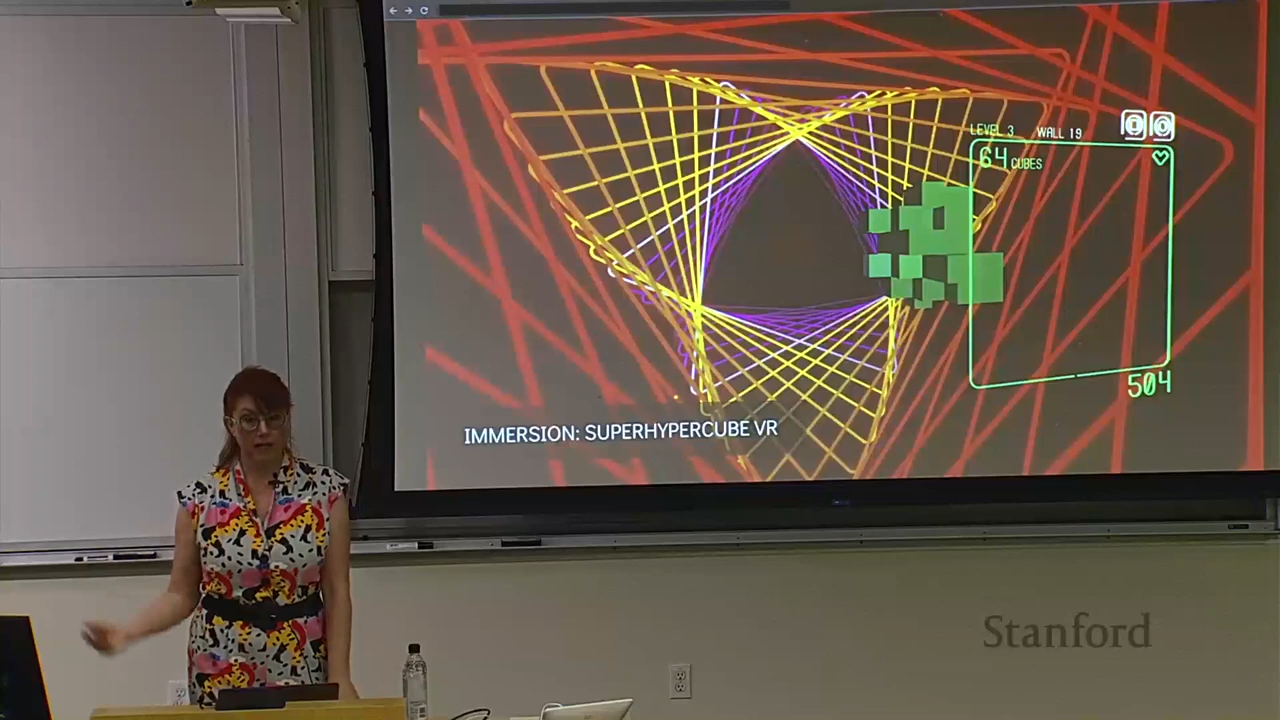 LEVEL 3 WALL 19
64 CUBES
504
IMMERSION: SUPERHYPERCUBE VR
Stanford